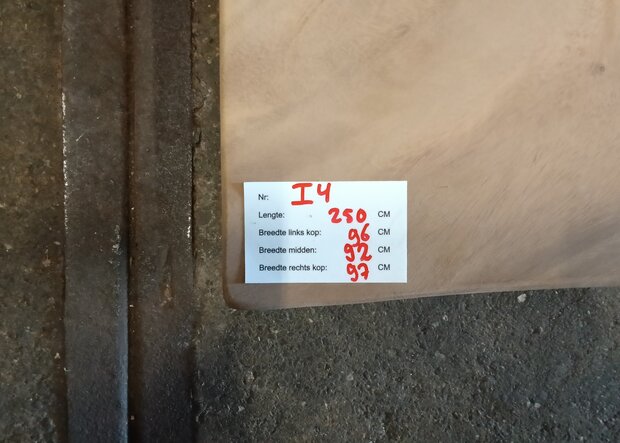 Nr: I4
Lengte: 250 CM
Breedte links kop: 96 CM
Breedte midden: 92 CM
Breedte rechts kop: 97 CM